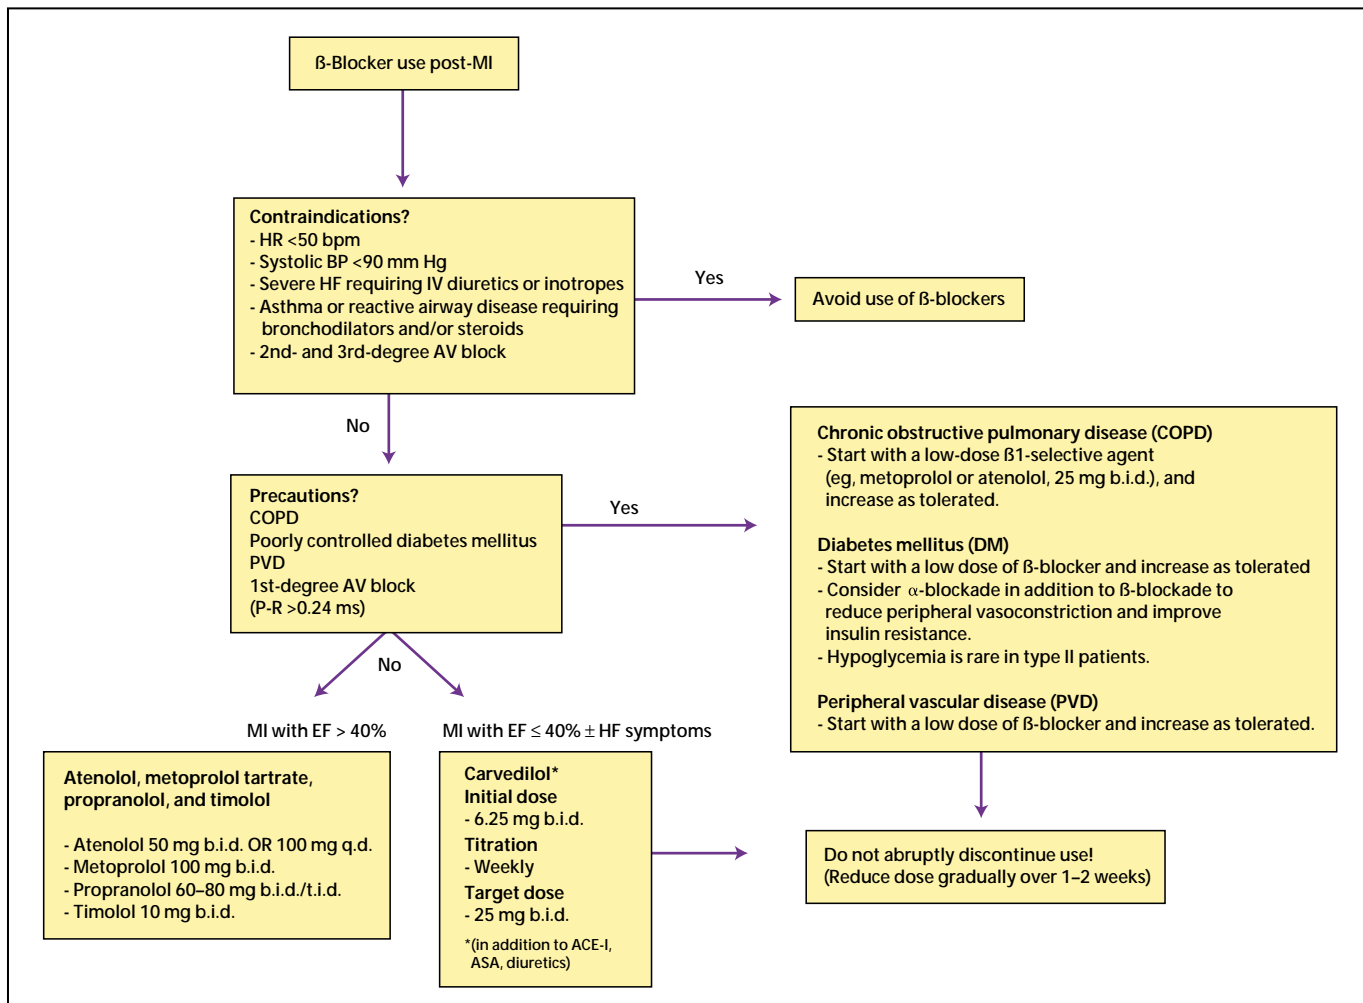 ß-Blocker use post-MI
Contraindications?
- HR <50 bpm
- Systolic BP <90 mm Hg
- Severe HF requiring IV diuretics or inotropes
- Asthma or reactive airway disease requiring
bronchodilators and/or steroids
- 2nd- and 3rd-degree AV block
Yes
Avoid use of ß-blockers
No
Precautions?
COPD
Poorly controlled diabetes mellitus
PVD
1st-degree AV block
(P-R >0.24 ms)
Yes
Chronic obstructive pulmonary disease (COPD)
- Start with a low-dose ß1-selective agent
(eg, metoprolol or atenolol, 25 mg b.i.d.), and
increase as tolerated.
Diabetes mellitus (DM)
- Start with a low dose of ß-blocker and increase as tolerated
- Consider α-blockade in addition to ß-blockade to
reduce peripheral vasoconstriction and improve
insulin resistance.
- Hypoglycemia is rare in type II patients.
Peripheral vascular disease (PVD)
- Start with a low dose of ß-blocker and increase as tolerated.
No
MI with EF > 40%
MI with EF ≤ 40% ± HF symptoms
Atenolol, metoprolol tartrate,
propranolol, and timolol
- Atenolol 50 mg b.i.d. OR 100 mg q.d.
- Metoprolol 100 mg b.i.d.
- Propranolol 60–80 mg b.i.d./t.i.d.
- Timolol 10 mg b.i.d.
Carvedilol*
Initial dose
- 6.25 mg b.i.d.
Titration
- Weekly
Target dose
- 25 mg b.i.d.
*(in addition to ACE-I,
ASA, diuretics)
Do not abruptly discontinue use!
(Reduce dose gradually over 1–2 weeks)